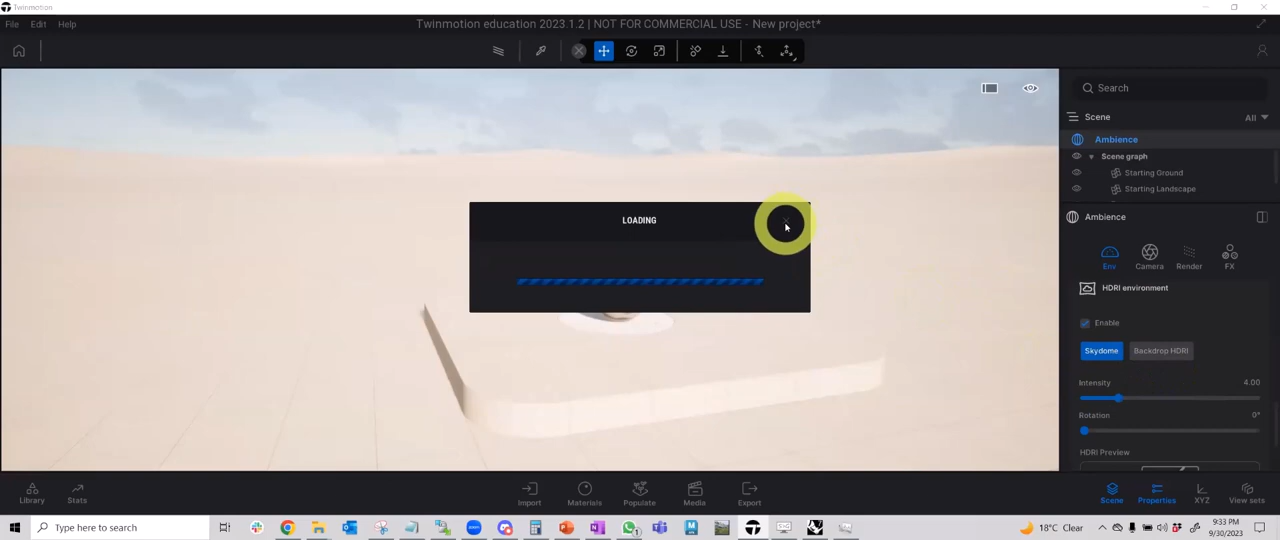 Twinmotion
File Edit Help
Twinmotion education 2023.1.2 | NOT FOR COMMERCIAL USE - New project*
Search
Scene
All
Ambience
Scene graph
Starting Ground
Starting Landscape
Ambience
Env Camera Render FX
HDRI environment
Enable
Skydome Backdrop HDRI
Intensity 4.00
Rotation 0°
HDRI Preview
LOADING
Library Stats Import Materials Populate Media Export Scene Properties XYZ View sets
Type here to search
1
18°C Clear
9:33 PM
9/30/2023